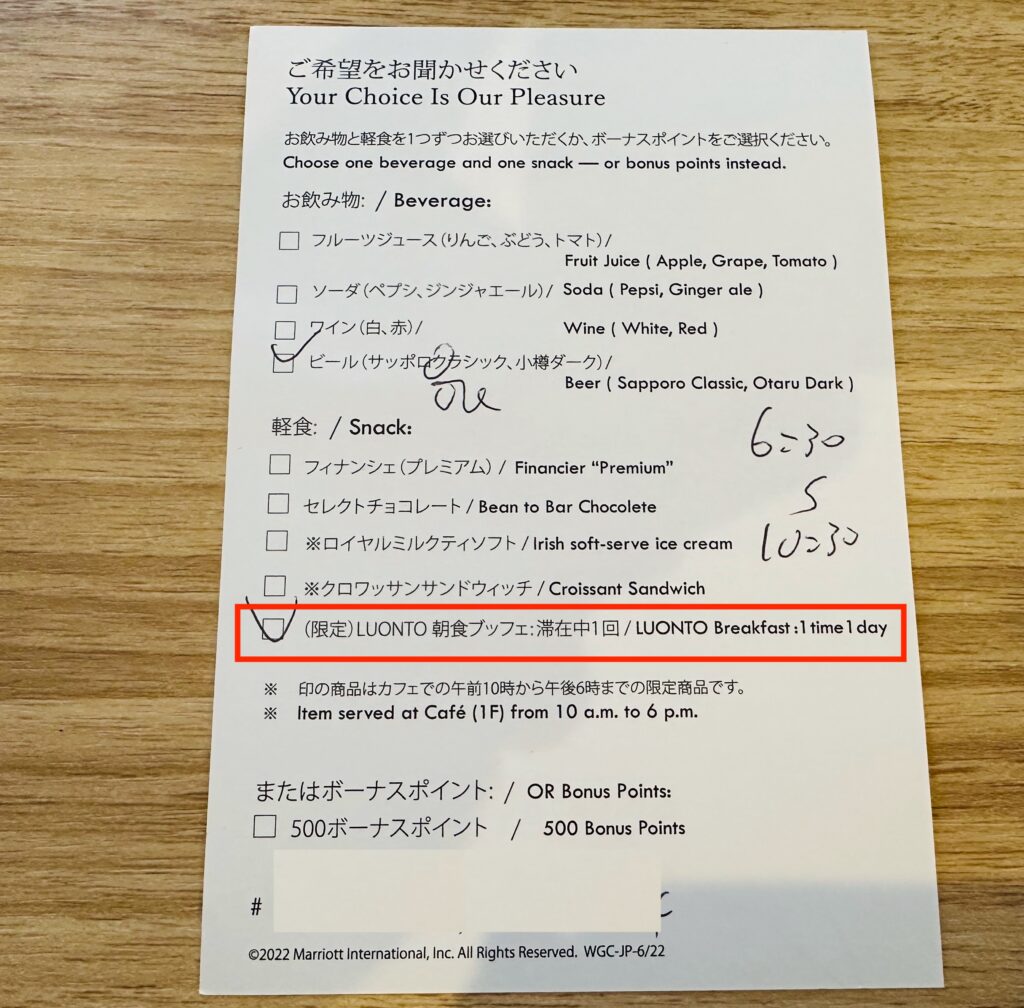 ご希望をお聞かせください
Your Choice Is Our Pleasure
お飲み物と軽食を1つずつお選びいただくか、ボーナスポイントをご選択ください。
Choose one beverage and one snack — or bonus points instead.
お飲み物: / Beverage:
フルーツジュース(りんご、ぶどう、トマト)/
Fruit Juice ( Apple, Grape, Tomato )
ソーダ(ペプシ、ジンジャエール)/ Soda ( Pepsi, Ginger ale )
ワイン(白、赤)/ Wine ( White, Red )
ビール(サッポロクラシック、小樽ダーク)/
Beer ( Sapporo Classic, Otaru Dark )
軽食: / Snack:
6:30
フィナンシェ(プレミアム) / Financier “Premium”
セレクトチョコレート / Bean to Bar Chocolete
※ロイヤルミルクティソフト / Irish soft-serve ice cream
10:30
※クロワッサンサンドウィッチ / Croissant Sandwich
(限定)LUONTO 朝食ブッフェ:滞在中1回 / LUONTO Breakfast :1 time 1 day
※ 印の商品はカフェでの午前10時から午後6時までの限定商品です。
※ Item served at Café (1F) from 10 a.m. to 6 p.m.
またはボーナスポイント: / OR Bonus Points:
500ボーナスポイント / 500 Bonus Points
#
©2022 Marriott International, Inc. All Rights Reserved. WGC-JP-6/22